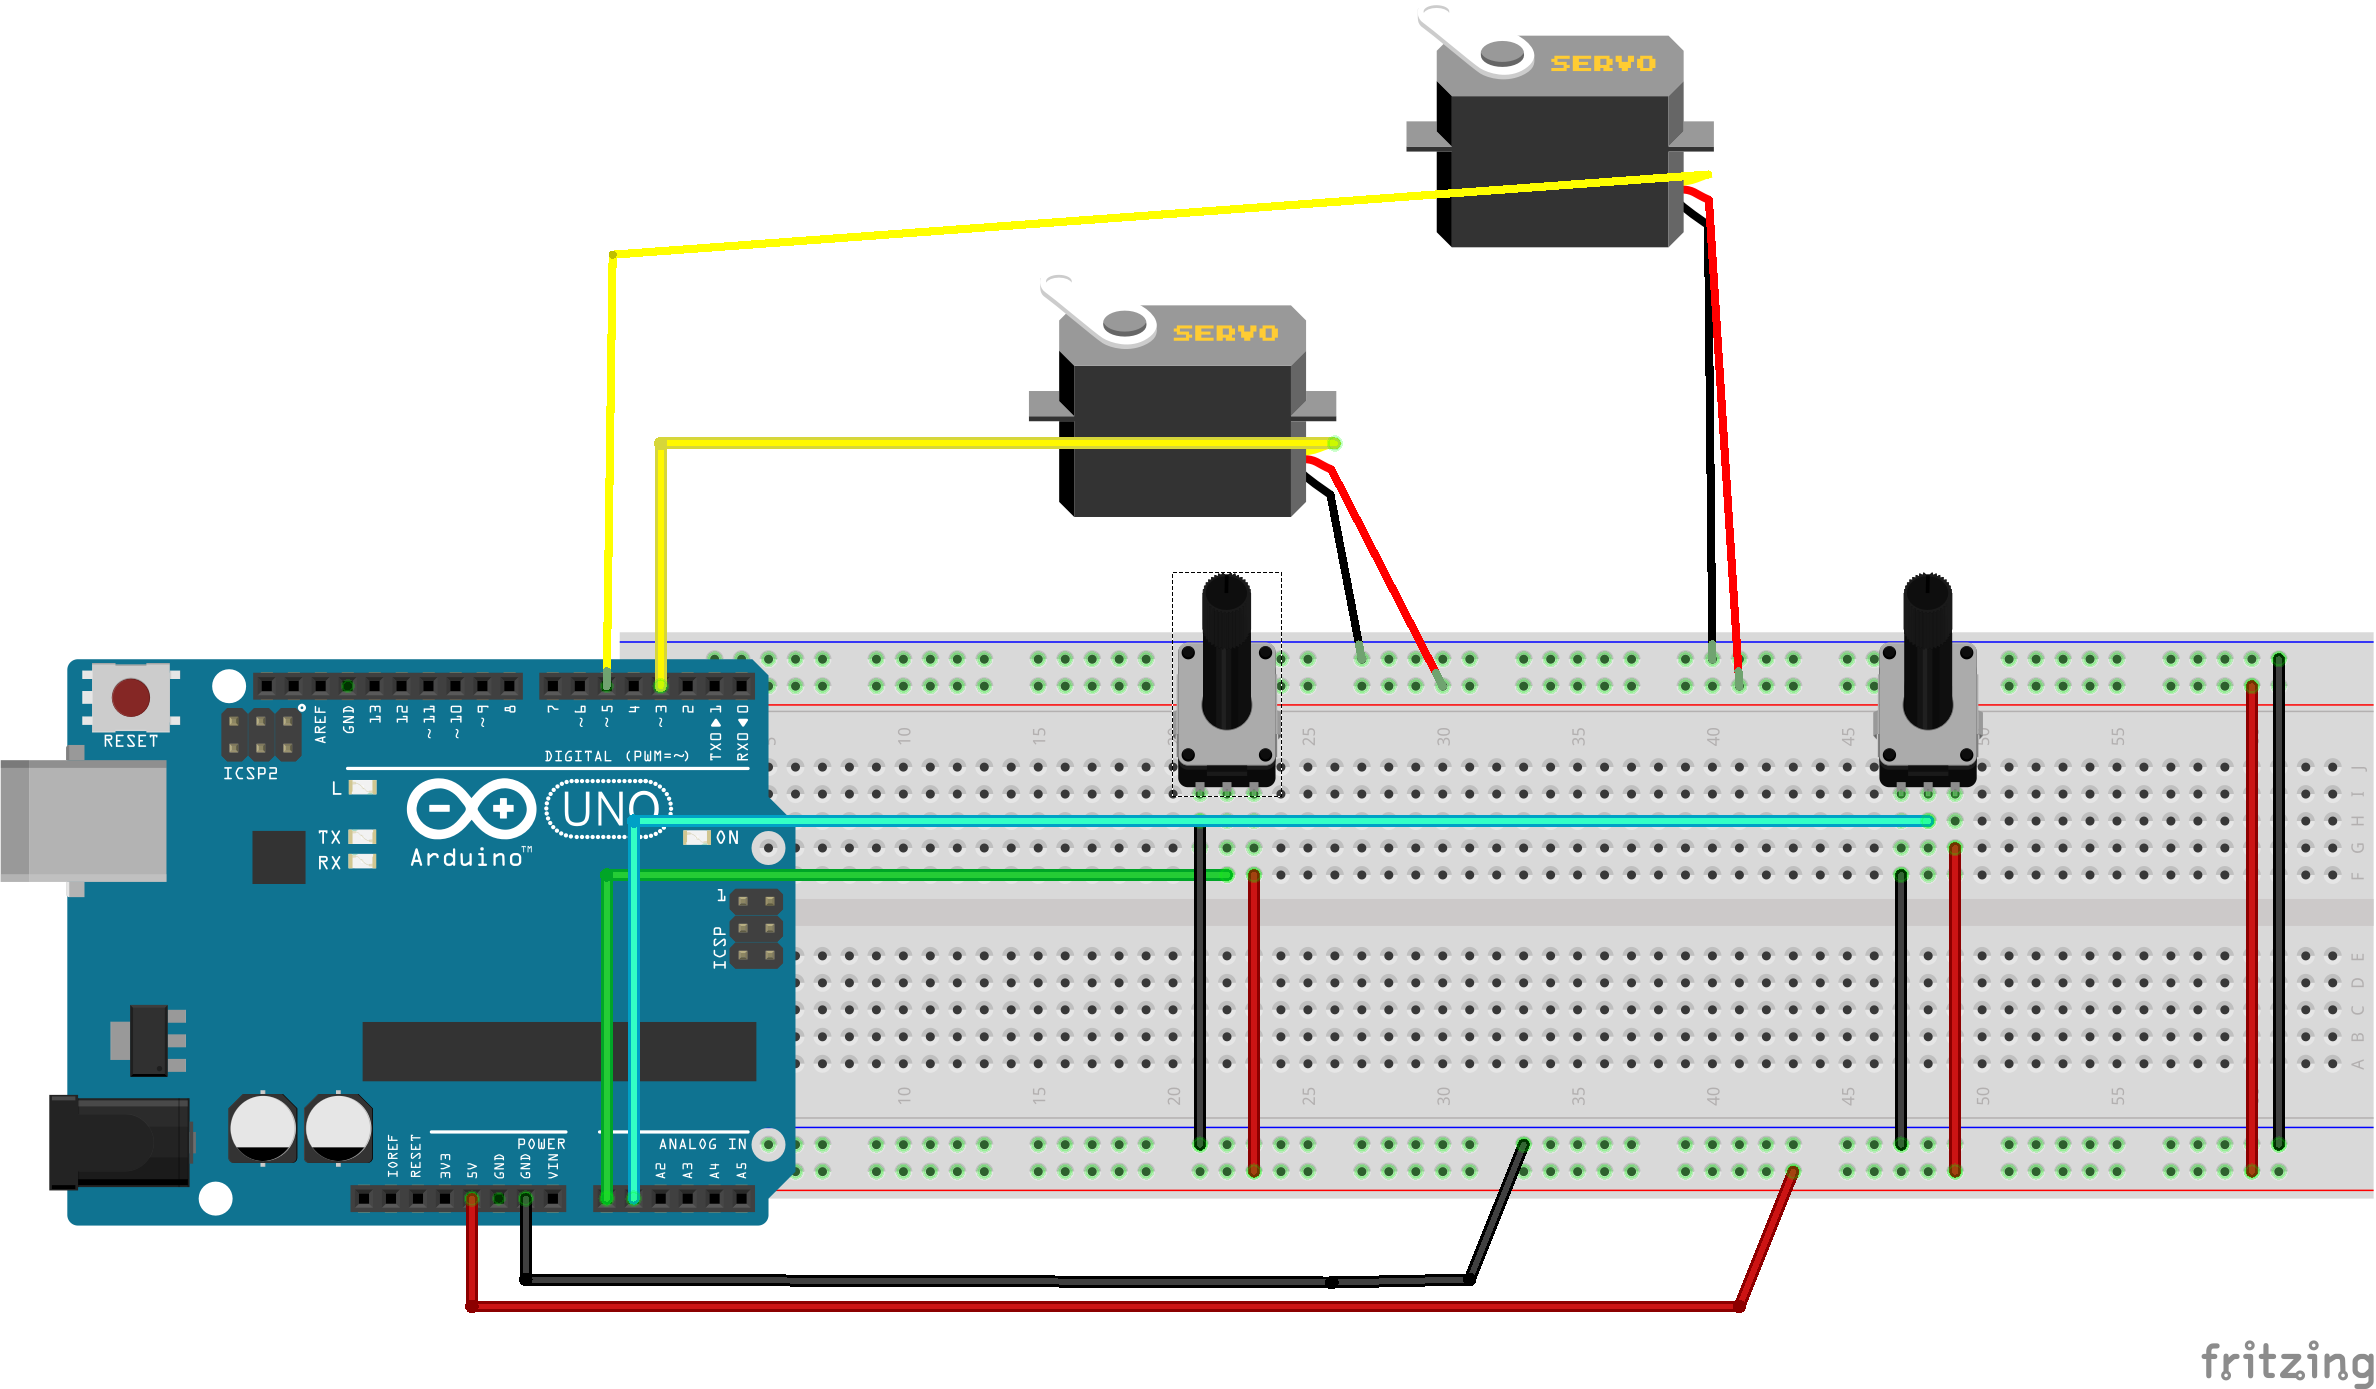 SERVO
SERVO
RESET
ICSP2
AREF
GND
13
12
~11
~10
~9
8
7
~6
~5
4
~3
2
TX0▶1
RX0◀0
DIGITAL (PWM=~)
L
TX
RX
UNO
ON
Arduino™
1
ICSP
IOREF
RESET
3V3
5V
GND
GND
VIN
POWER
ANALOG IN
A2
A3
A4
A5
5
10
15
25
30
35
40
45
50
55
J
I
H
G
F
E
D
C
B
A
10
15
20
25
30
35
40
45
50
55
fritzing